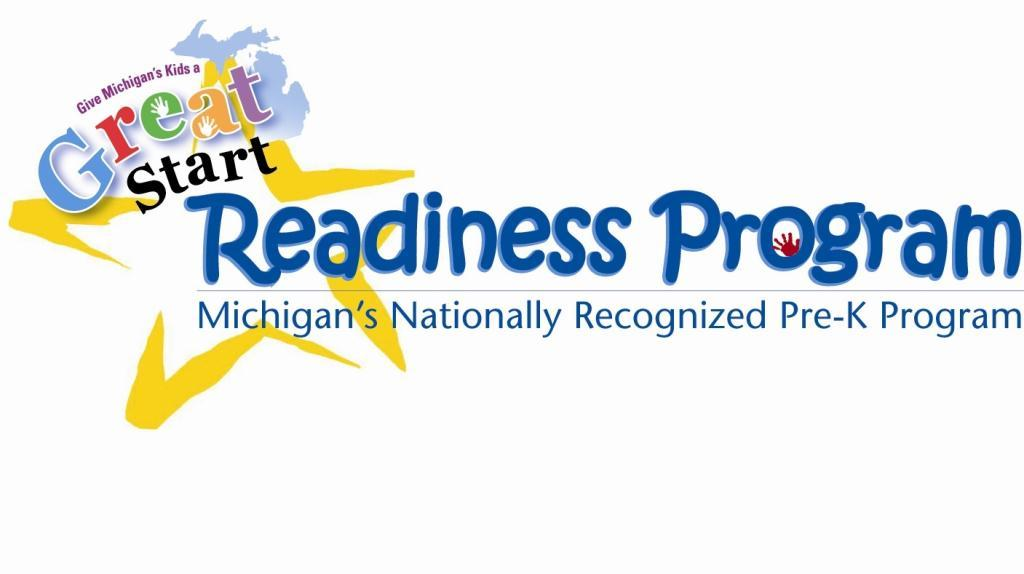 Give Michigan's Kids a
Great
Start
Readiness Program
Michigan's Nationally Recognized Pre-K Program